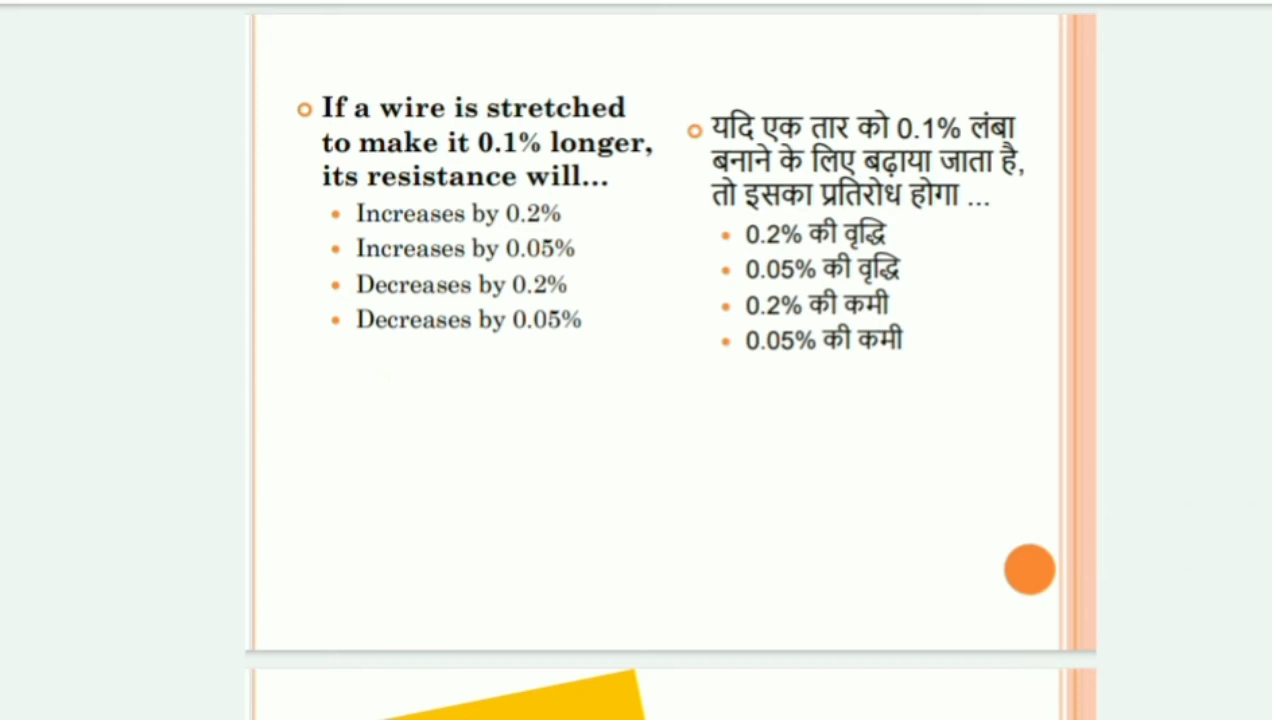 If a wire is stretched
to make it 0.1% longer,
its resistance will...
Increases by 0.2%
Increases by 0.05%
Decreases by 0.2%
Decreases by 0.05%
यदि एक तार को 0.1% लंबा
बनाने के लिए बढ़ाया जाता है,
तो इसका प्रतिरोध होगा ...
0.2% की वृद्धि
0.05% की वृद्धि
0.2% की कमी
0.05% की कमी